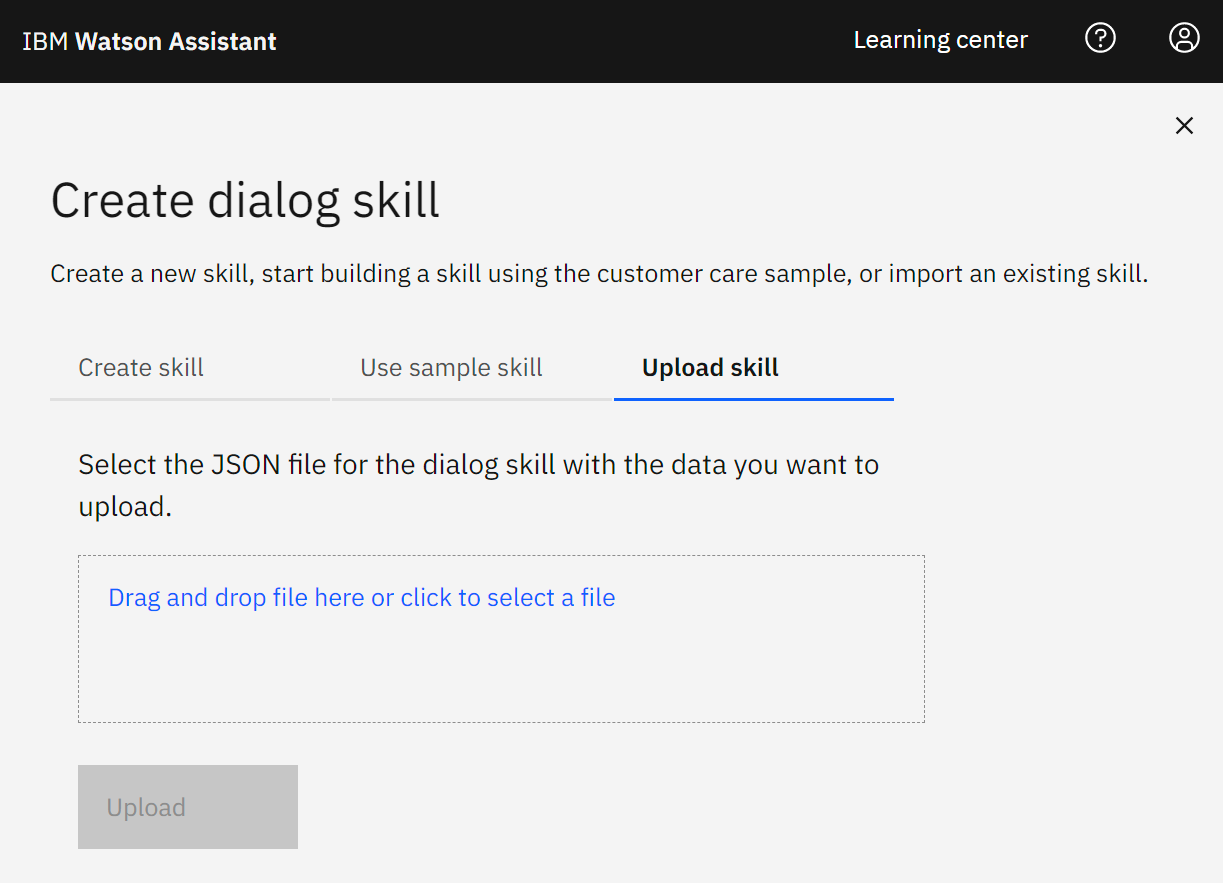 IBM Watson Assistant
Learning center
Create dialog skill
Create a new skill, start building a skill using the customer care sample, or import an existing skill.
Create skill
Use sample skill
Upload skill
Select the JSON file for the dialog skill with the data you want to
upload.
Drag and drop file here or click to select a file
Upload